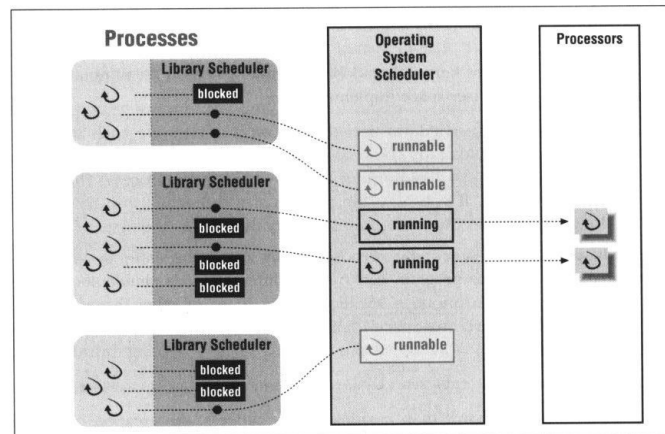 Processes
Library Scheduler
blocked
Library Scheduler
blocked
blocked
blocked
Library Scheduler
blocked
blocked
Operating
System
Scheduler
runnable
runnable
running
running
runnable
Processors